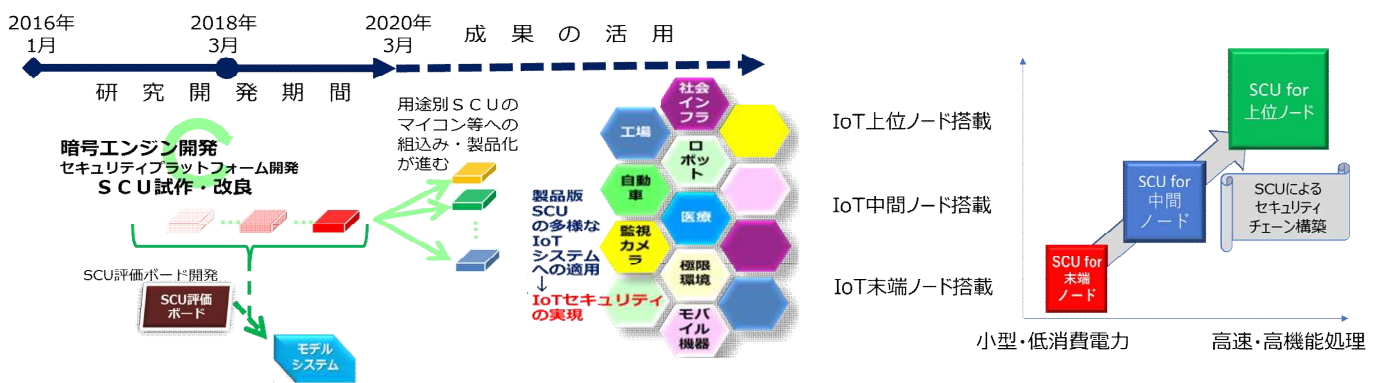 2016年
1月
2018年
3月
2020年
3月
成果の活用
研究開発期間
暗号エンジン開発
セキュリティプラットフォーム開発
SCU試作・改良
SCU評価ボード開発
SCU評価
ボード
モデル
システム
用途別SCUの
マイコン等への
組込み・製品化
が進む
製品版
SCU
の多様な
IoT
システム
への適用
↓
IoTセキュリティ
の実現
社会
イン
フラ
工場
ロ
ボッ
ト
自動
車
医療
監視
カメ
ラ
極限
環境
モバ
イル
機器
IoT上位ノード搭載
IoT中間ノード搭載
IoT末端ノード搭載
SCU for
上位ノード
SCU for
中間
ノード
SCU for
末端
ノード
SCUによる
セキュリティ
チェーン構築
小型・低消費電力
高速・高機能処理